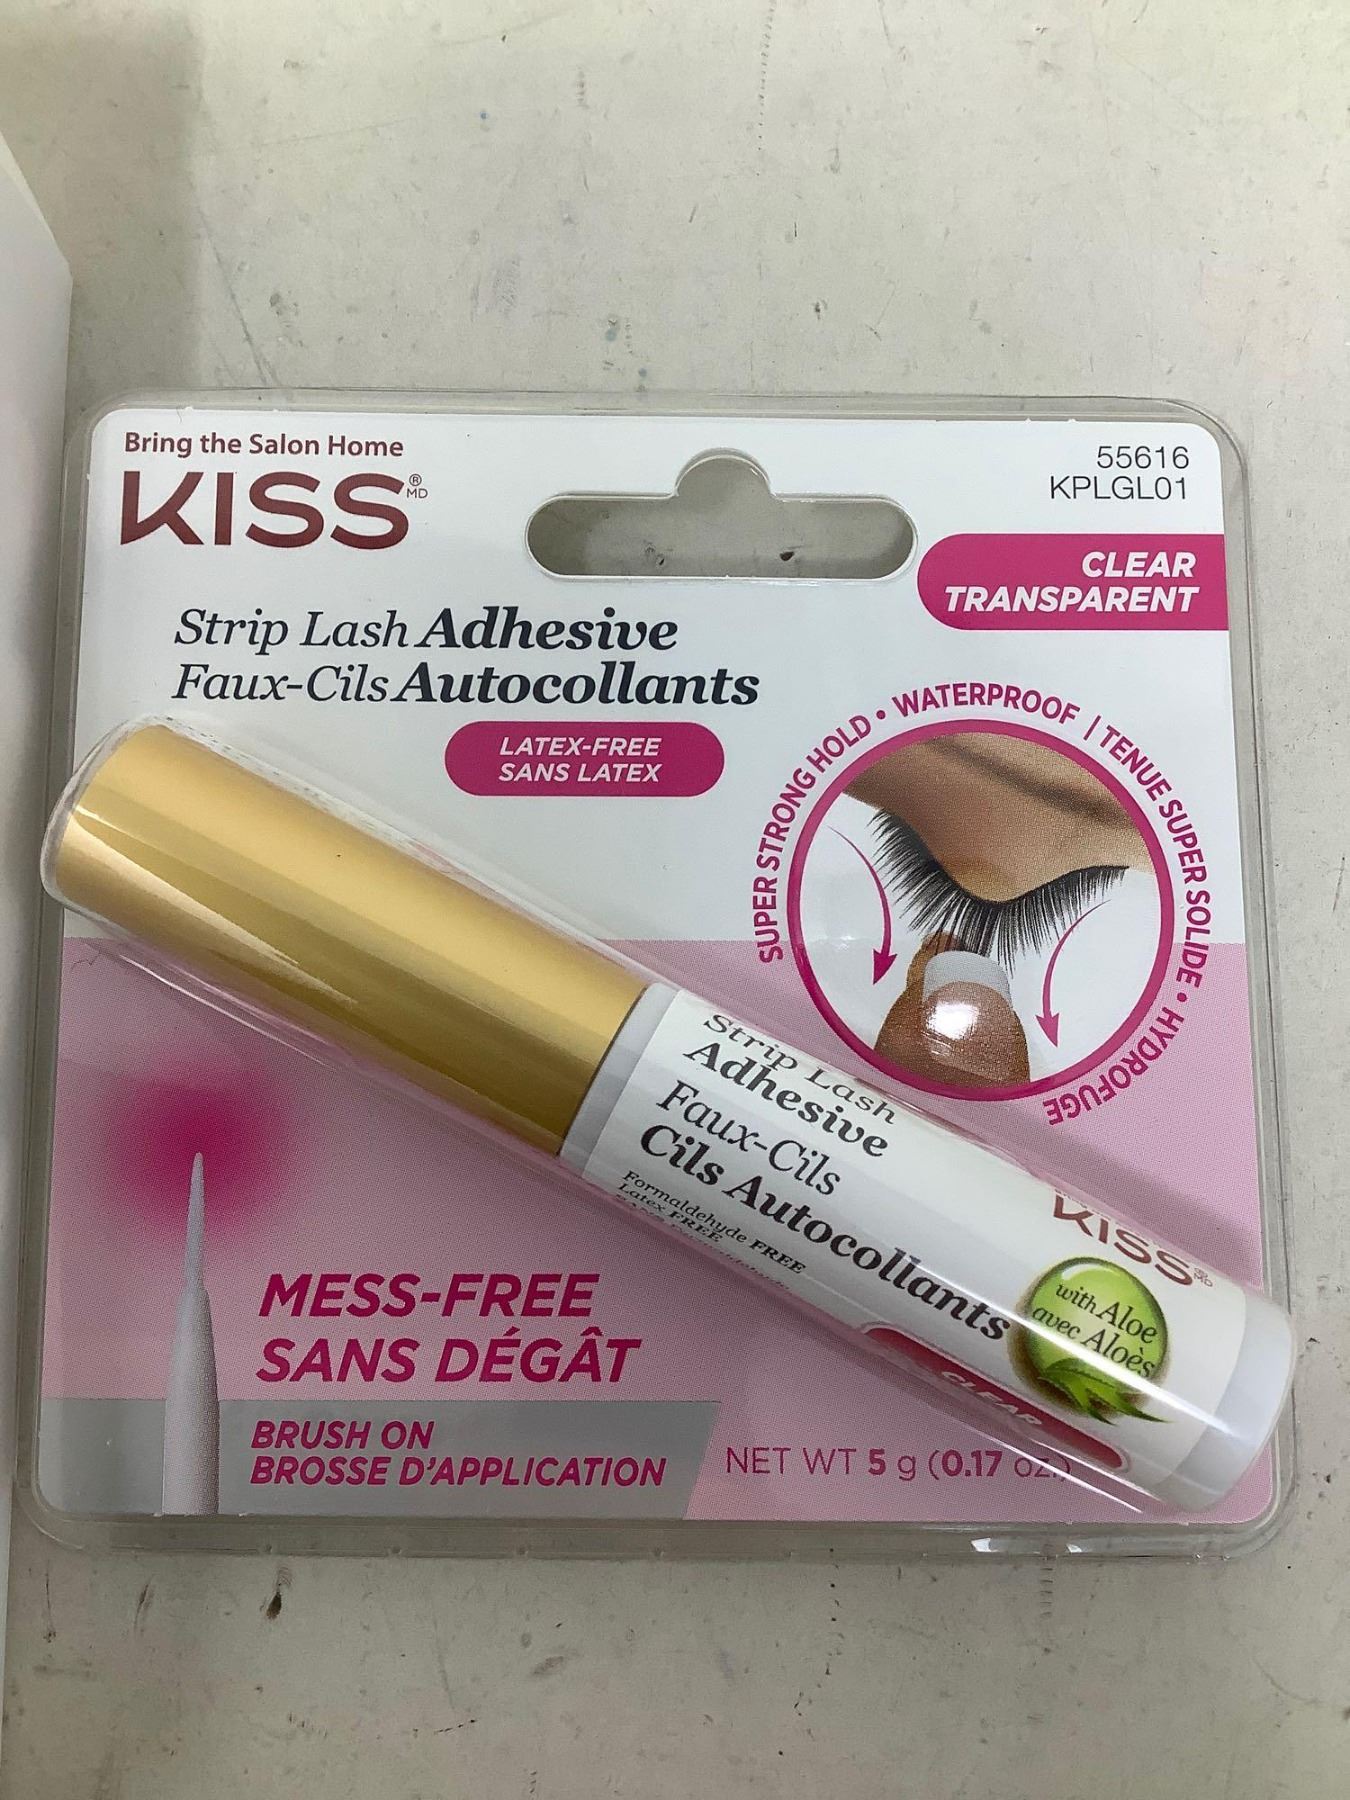 Bring the Salon Home
KISS®
MD
55616
KPLGL01
CLEAR
TRANSPARENT
Strip Lash Adhesive
Faux-Cils Autocollants
LATEX-FREE
SANS LATEX
SUPER STRONG HOLD • WATERPROOF | TENUE SUPER SOLIDE • HYDROFUGE
Strip Lash
Adhesive
Faux-Cils
Cils Autocollants
Formaldehyde FREE
Latex FREE
KISS®
MD
with Aloe
avec Aloès
CLEAR
MESS-FREE
SANS DÉGÂT
BRUSH ON
BROSSE D'APPLICATION
NET WT 5 g (0.17 oz.)